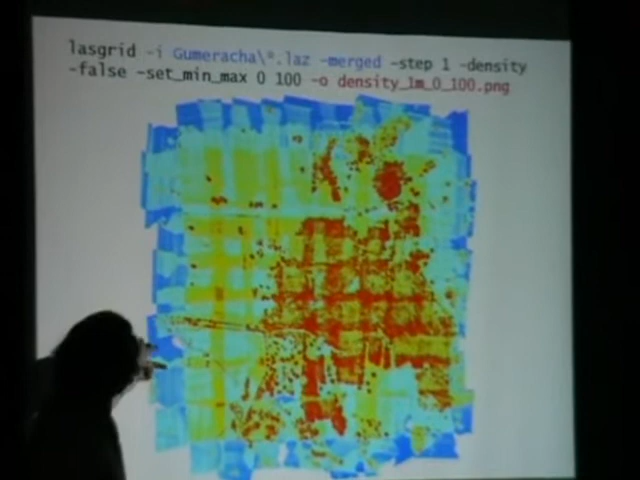 lasgrid -i Gumeracha\*.laz -merged -step 1 -density
-false -set_min_max 0 100 -o density_1m_0_100.png